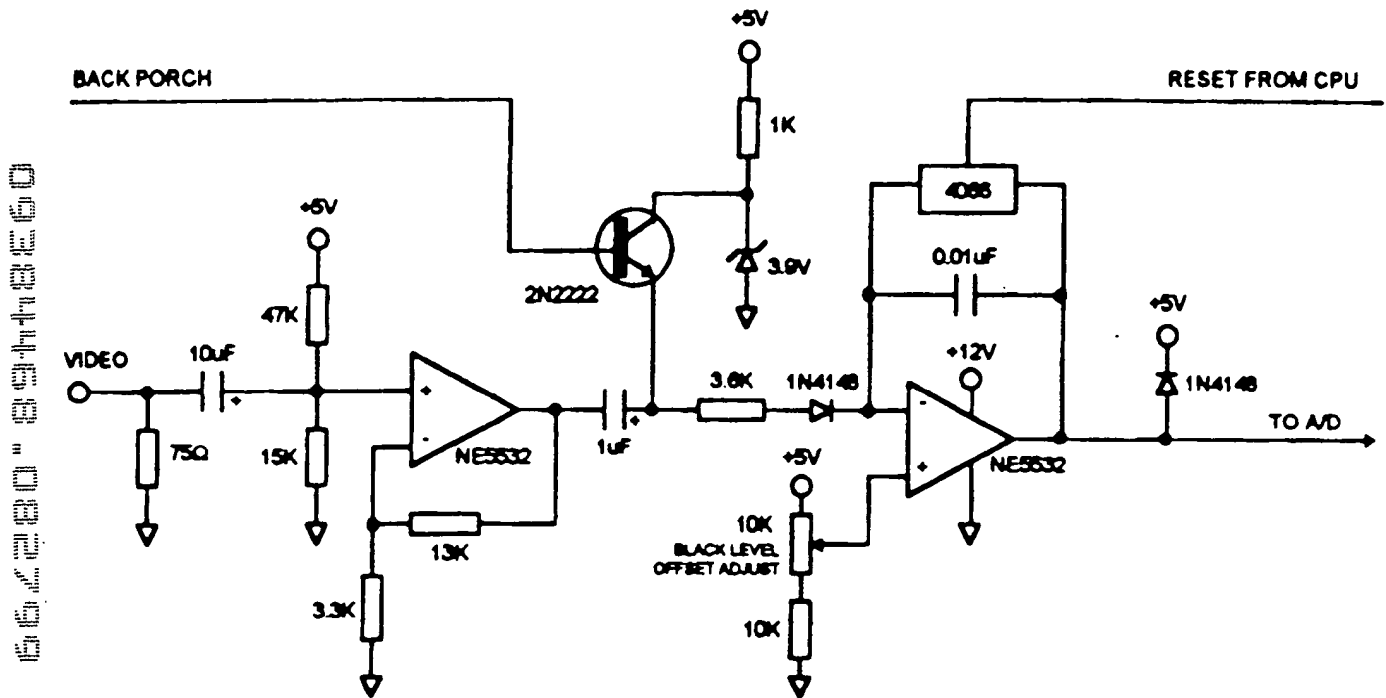 +5V
BACK PORCH
RESET FROM CPU
1K
4066
+5V
3.9V
0.01uF
2N2222
+5V
47K
+12V
VIDEO
10uF
3.6K
1N4148
1N4148
+
+
-
TO A/D
75Ω
15K
-
NE5532
+
1uF
+5V
+
NE5532
10K
13K
BLACK LEVEL
OFFSET ADJUST
3.3K
10K